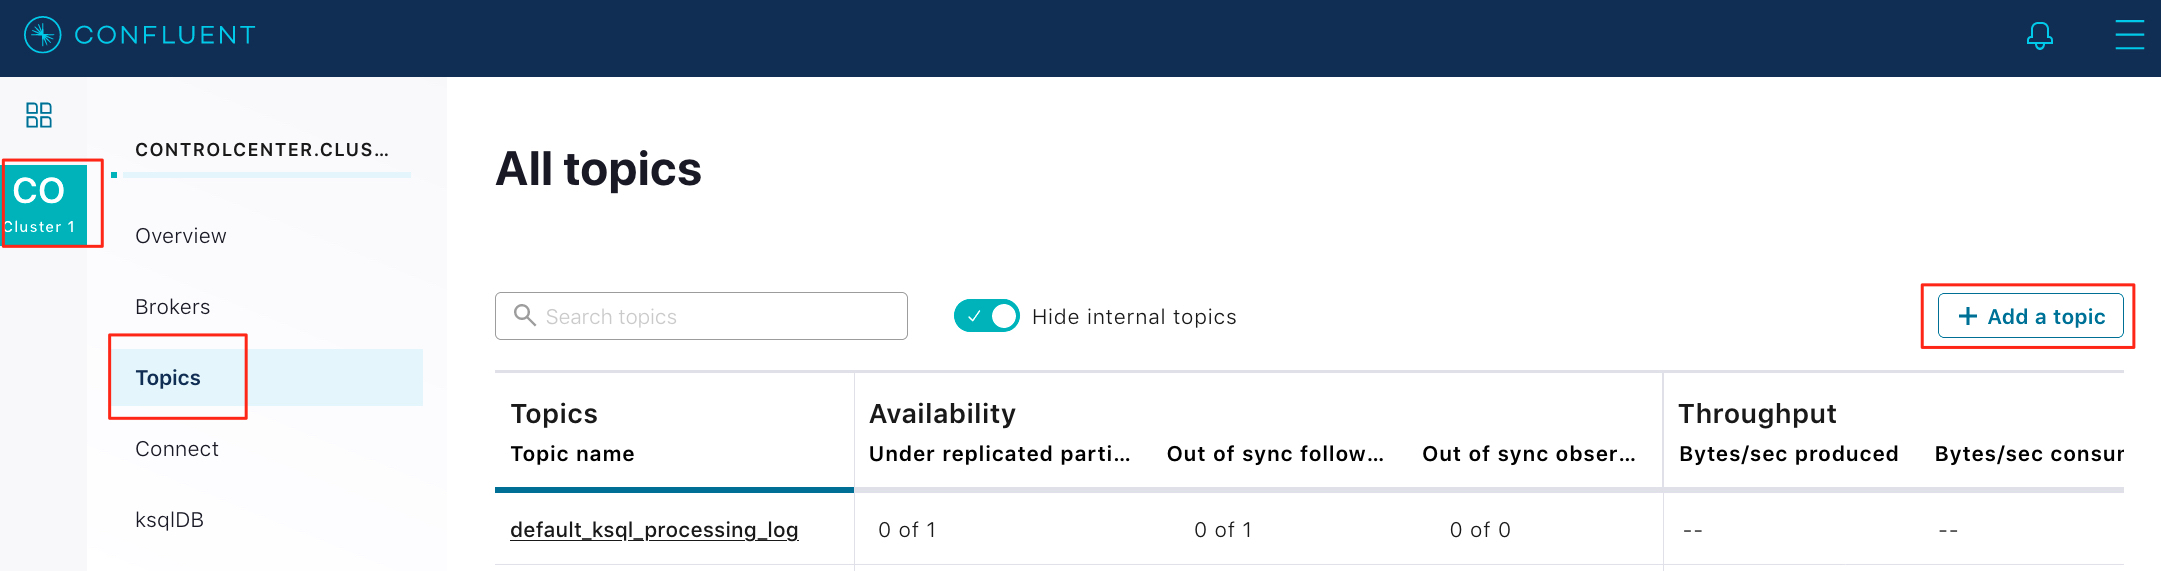 CONFLUENT
CO
Cluster 1
CONTROLCENTER.CLUS...
Overview
Brokers
Topics
Connect
ksqlDB
All topics
Search topics
Hide internal topics
+ Add a topic
Topics Availability Throughput
Topic name Under replicated parti... Out of sync follow... Out of sync obser... Bytes/sec produced Bytes/sec consur
default_ksql_processing_log 0 of 1 0 of 1 0 of 0 -- --